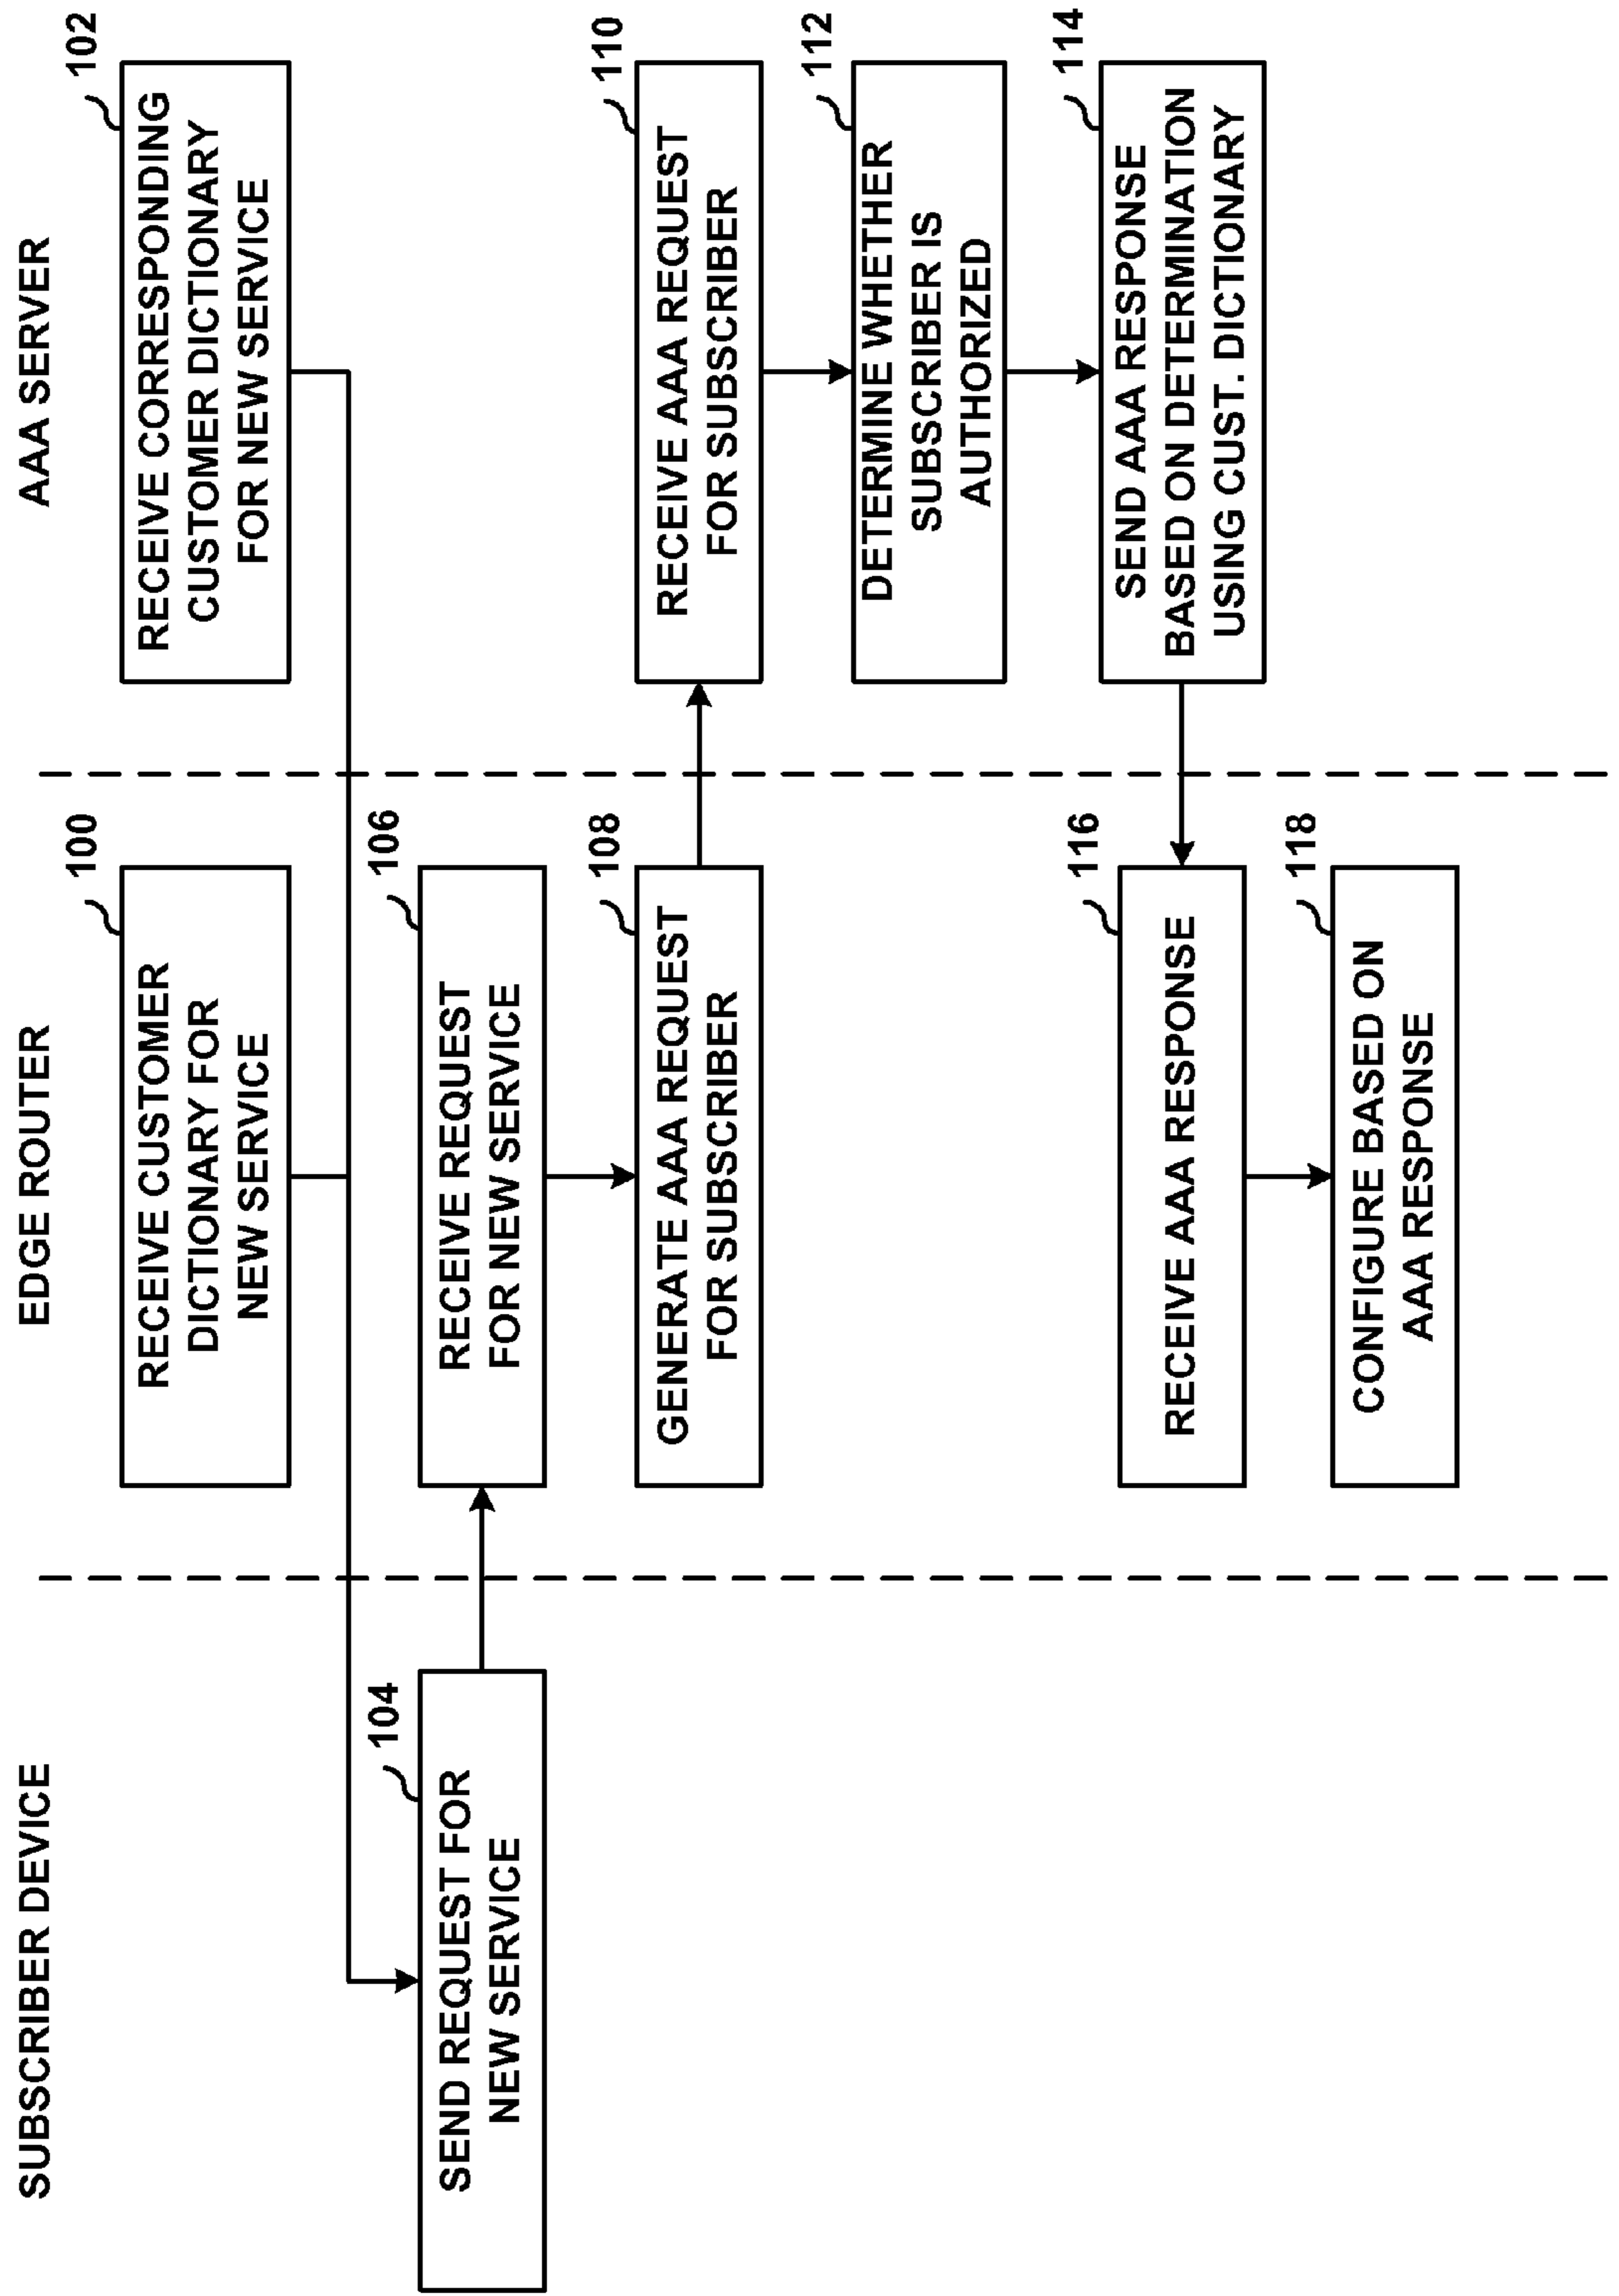 SUBSCRIBER DEVICE
EDGE ROUTER
AAA SERVER
100
RECEIVE CUSTOMER
DICTIONARY FOR
NEW SERVICE
102
RECEIVE CORRESPONDING
CUSTOMER DICTIONARY
FOR NEW SERVICE
104
SEND REQUEST FOR
NEW SERVICE
106
RECEIVE REQUEST
FOR NEW SERVICE
108
GENERATE AAA REQUEST
FOR SUBSCRIBER
110
RECEIVE AAA REQUEST
FOR SUBSCRIBER
112
DETERMINE WHETHER
SUBSCRIBER IS
AUTHORIZED
114
SEND AAA RESPONSE
BASED ON DETERMINATION
USING CUST. DICTIONARY
116
RECEIVE AAA RESPONSE
118
CONFIGURE BASED ON
AAA RESPONSE